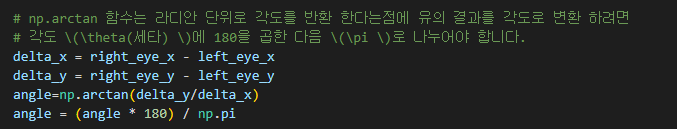 # np.arctan 함수는 라디안 단위로 각도를 반환 한다는점에 유의 결과를 각도로 변환 하려면
# 각도 \(\theta(세타) \)에 180을 곱한 다음 \(\pi \)로 나누어야 합니다.
delta_x = right_eye_x - left_eye_x
delta_y = right_eye_y - left_eye_y
angle=np.arctan(delta_y/delta_x)
angle = (angle * 180) / np.pi